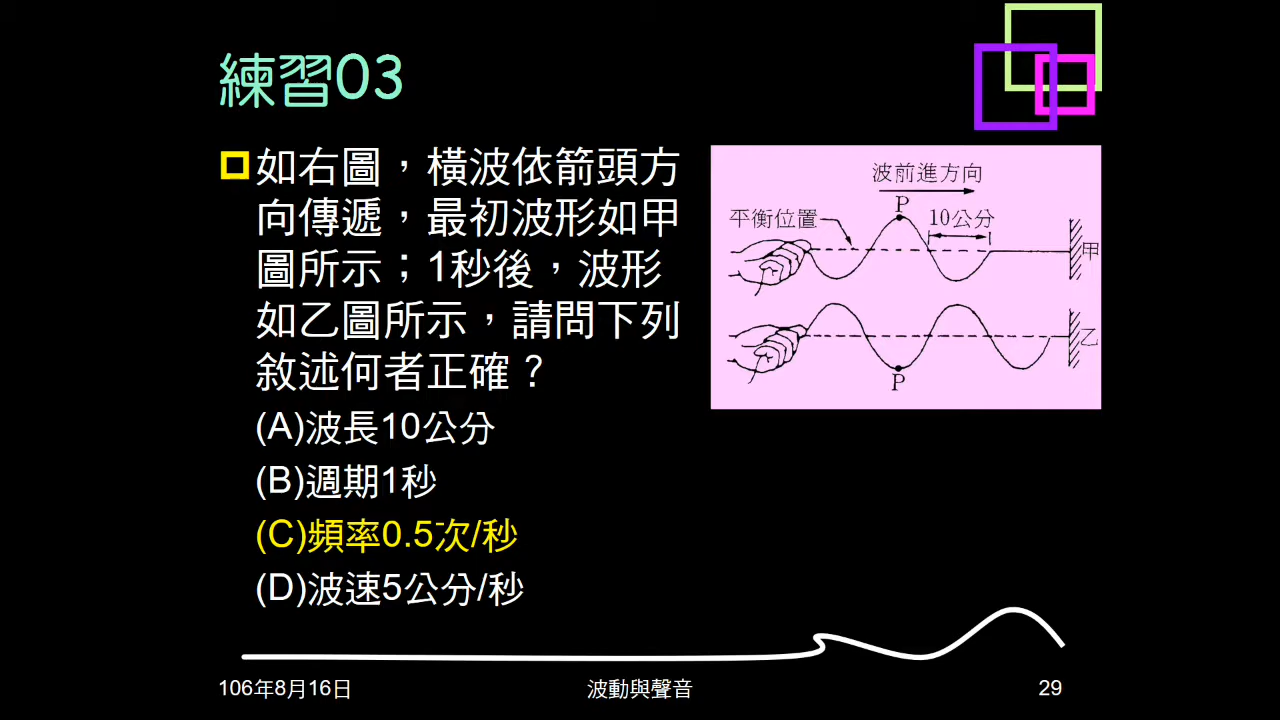 練習03
如右圖，橫波依箭頭方
向傳遞，最初波形如甲
圖所示；1秒後，波形
如乙圖所示，請問下列
敘述何者正確？
(A)波長10公分
(B)週期1秒
(C)頻率0.5次/秒
(D)波速5公分/秒
波前進方向
P
平衡位置
10公分
甲
乙
P
106年8月16日
波動與聲音
29